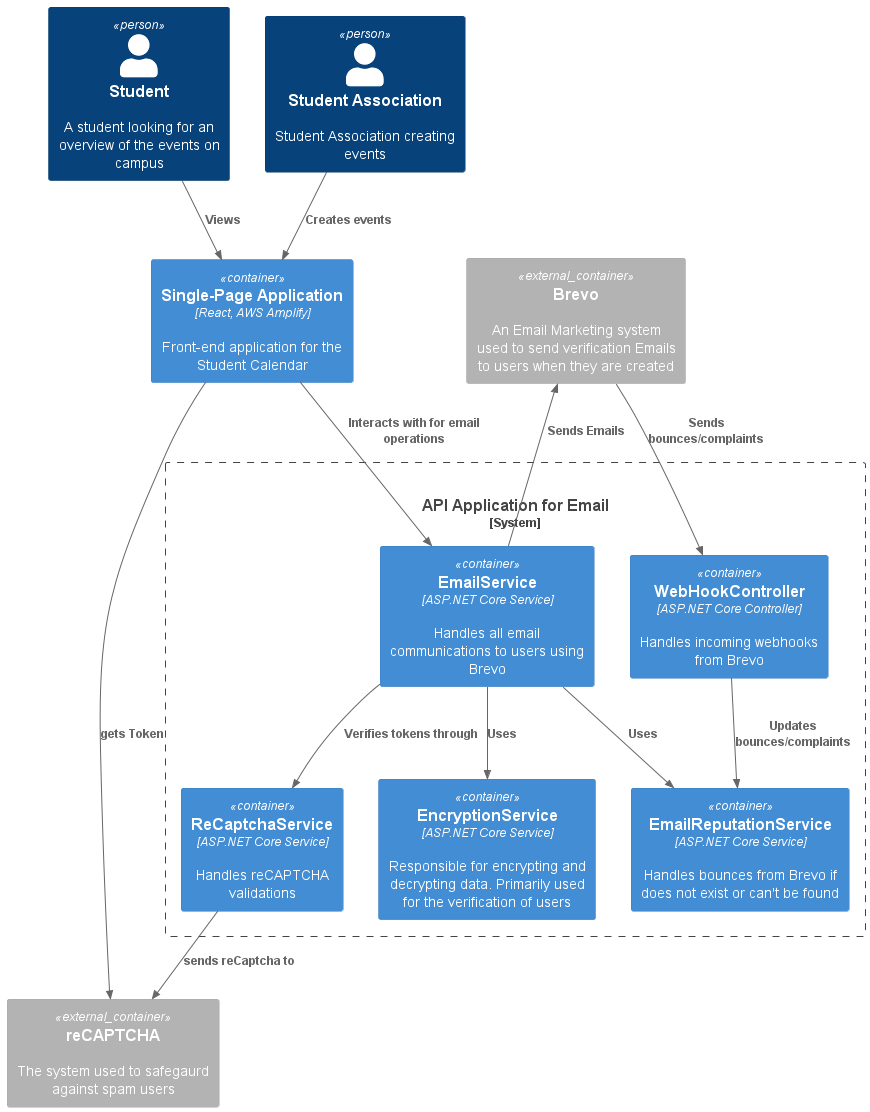 «person»
Student
A student looking for an
overview of the events on
campus
«person»
Student Association
Student Association creating
events
Views
Creates events
«container»
Single-Page Application
[React, AWS Amplify]
Front-end application for the
Student Calendar
«external_container»
Brevo
An Email Marketing system
used to send verification Emails
to users when they are created
Interacts with for email
operations
Sends Emails
Sends
bounces/complaints
API Application for Email
[System]
«container»
EmailService
[ASP.NET Core Service]
Handles all email
communications to users using
Brevo
«container»
WebHookController
[ASP.NET Core Controller]
Handles incoming webhooks
from Brevo
gets Token
Verifies tokens through
Uses
Uses
Updates
bounces/complaints
«container»
ReCaptchaService
[ASP.NET Core Service]
Handles reCAPTCHA
validations
«container»
EncryptionService
[ASP.NET Core Service]
Responsible for encrypting and
decrypting data. Primarily used
for the verification of users
«container»
EmailReputationService
[ASP.NET Core Service]
Handles bounces from Brevo if
does not exist or can't be found
sends reCaptcha to
«external_container»
reCAPTCHA
The system used to safegaurd
against spam users